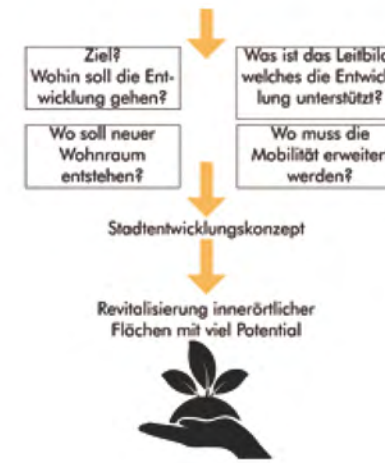 Ziel?
Wohin soll die Ent-
wicklung gehen?
Was ist das Leitbild
welches die Entwick
lung unterstützt?
Wo soll neuer
Wohnraum
entstehen?
Wo muss die
Mobilität erweiter
werden?
Stadtentwicklungskonzept
Revitalisierung innerörtlicher
Flächen mit viel Potential